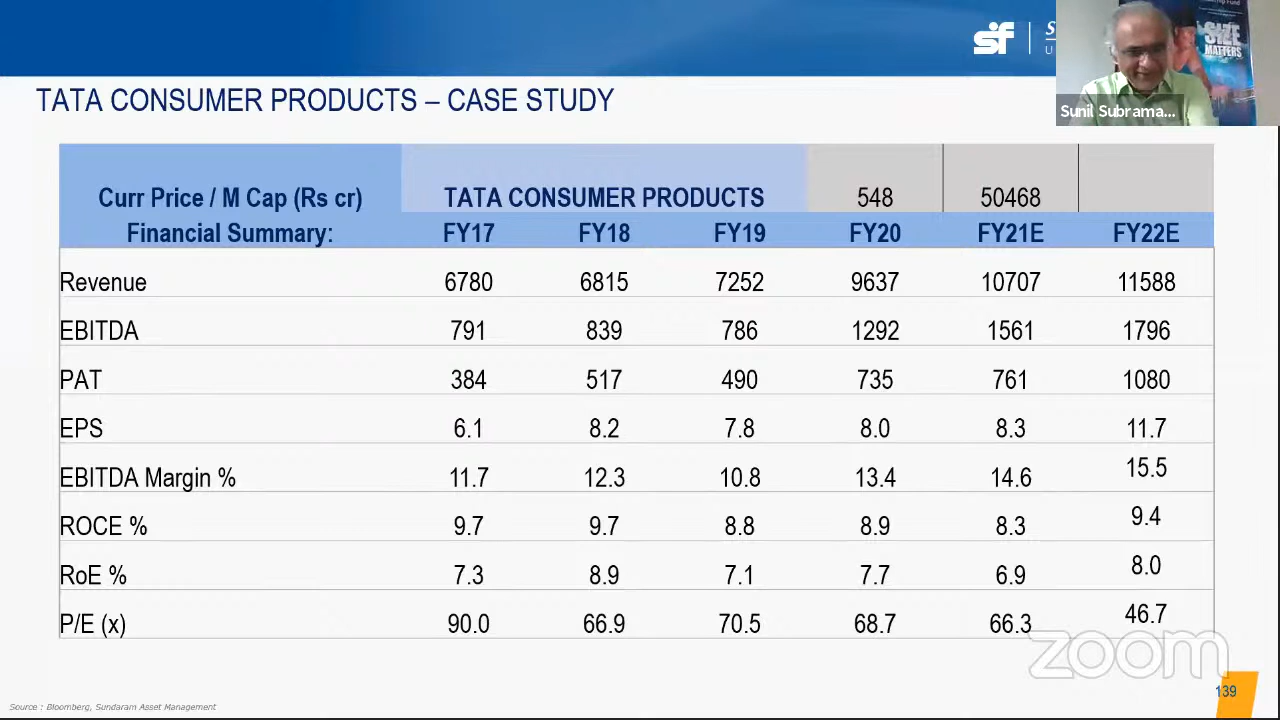 sf
SIZE
MATTERS
Sunil Subrama...
TATA CONSUMER PRODUCTS – CASE STUDY
Curr Price / M Cap (Rs cr) TATA CONSUMER PRODUCTS 548 50468
Financial Summary: FY17 FY18 FY19 FY20 FY21E FY22E
Revenue 6780 6815 7252 9637 10707 11588
EBITDA 791 839 786 1292 1561 1796
PAT 384 517 490 735 761 1080
EPS 6.1 8.2 7.8 8.0 8.3 11.7
EBITDA Margin % 11.7 12.3 10.8 13.4 14.6 15.5
ROCE % 9.7 9.7 8.8 8.9 8.3 9.4
RoE % 7.3 8.9 7.1 7.7 6.9 8.0
P/E (x) 90.0 66.9 70.5 68.7 66.3 46.7
zoom
139
Source : Bloomberg, Sundaram Asset Management